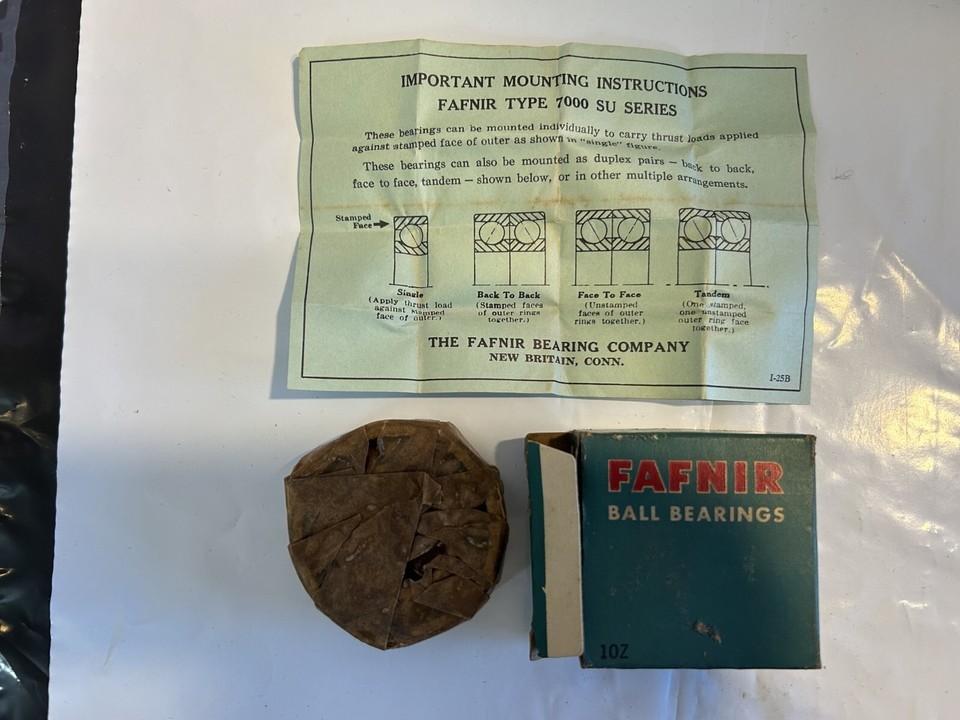 IMPORTANT MOUNTING INSTRUCTIONS
FAFNIR TYPE 7000 SU SERIES
These bearings can be mounted individually to carry thrust loads applied
against stamped face of outer as shown in "single" figure.
These bearings can also be mounted as duplex pairs — back to back,
face to face, tandem — shown below, or in other multiple arrangements.
Stamped
Face
Single
(Apply thrust load
against stamped
face of outer.)
Back To Back
(Stamped faces
of outer rings
together.)
Face To Face
(Unstamped
faces of outer
rings together.)
Tandem
(One stamped,
one unstamped
outer ring face
together.)
THE FAFNIR BEARING COMPANY
NEW BRITAIN, CONN.
I-25B
FAFNIR
BALL BEARINGS
10Z